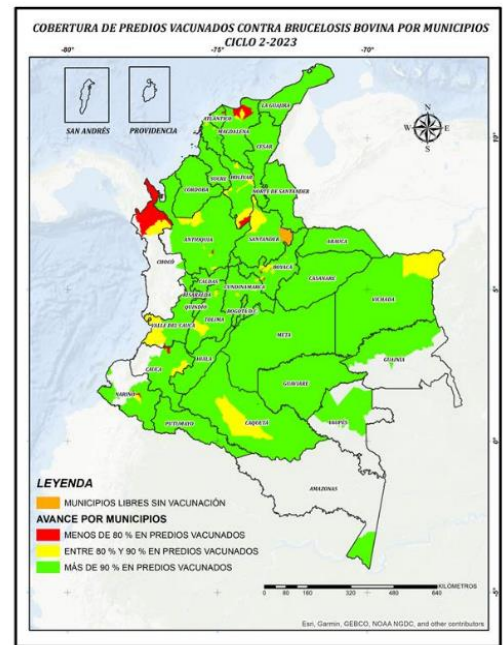 COBERTURA DE PREDIOS VACUNADOS CONTRA BRUCELOSIS BOVINA POR MUNICIPIOS
CICLO 2-2023
-80°
-75°
-70°
SAN ANDRÉS
PROVIDENCIA
N
W
E
S
LA GUAJIRA
ATLÁNTICO
MAGDALENA
CESAR
SUCRE
BOLÍVAR
CÓRDOBA
NORTE DE SANTANDER
ANTIOQUIA
SANTANDER
ARAUCA
CHOCÓ
BOYACÁ
CASANARE
CALDAS
CUNDINAMARCA
RISARALDA
VICHADA
QUINDÍO
BOGOTÁ D.C.
TOLIMA
VALLE DEL CAUCA
META
GUAINÍA
HUILA
CAUCA
GUAVIARE
NARIÑO
VAUPÉS
CAQUETÁ
PUTUMAYO
AMAZONAS
LEYENDA
MUNICIPIOS LIBRES SIN VACUNACIÓN
AVANCE POR MUNICIPIOS
MENOS DE 80 % EN PREDIOS VACUNADOS
ENTRE 80 % Y 90 % EN PREDIOS VACUNADOS
MÁS DE 90 % EN PREDIOS VACUNADOS
KILÓMETROS
0 80 160 320 480 640
Esri, Garmin, GEBCO, NOAA NGDC, and other contributors